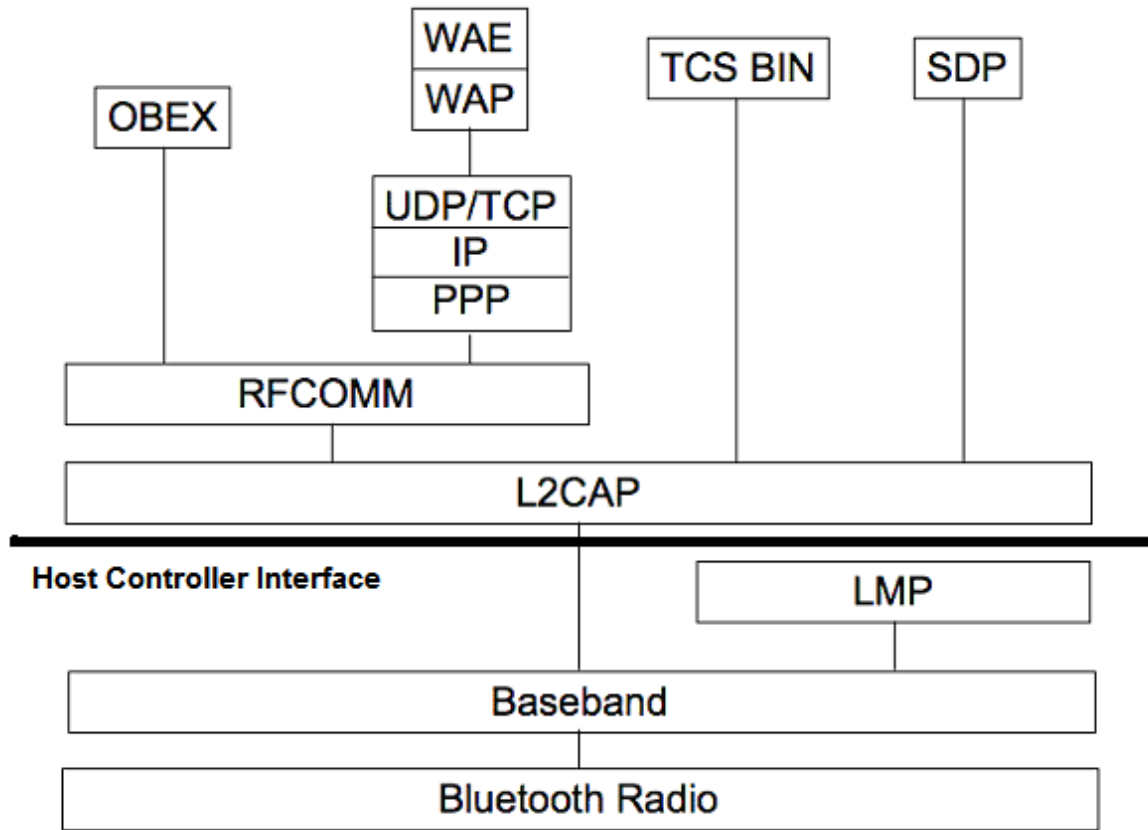 WAE
WAP
TCS BIN
SDP
OBEX
UDP/TCP
IP
PPP
RFCOMM
L2CAP
Host Controller Interface
LMP
Baseband
Bluetooth Radio